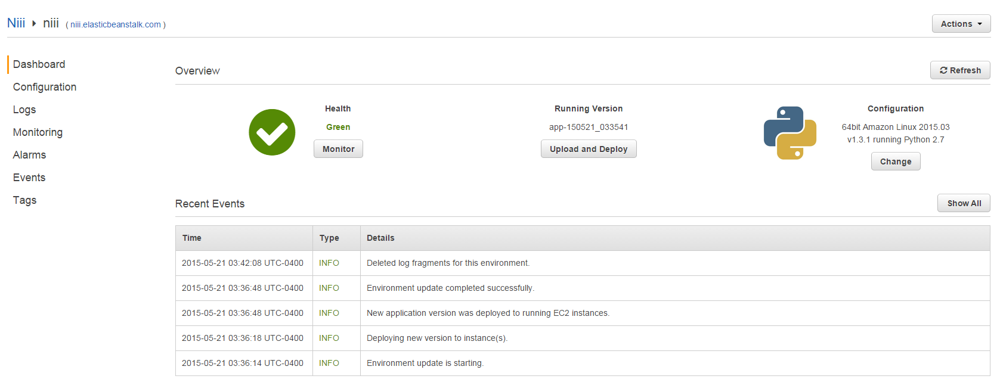 Niii niii ( niii.elasticbeanstalk.com )
Actions
Dashboard
Configuration
Logs
Monitoring
Alarms
Events
Tags
Overview
Refresh
Health
Green
Monitor
Running Version
app-150521_033541
Upload and Deploy
Configuration
64bit Amazon Linux 2015.03
v1.3.1 running Python 2.7
Change
Recent Events
Show All
Time Type Details
2015-05-21 03:42:08 UTC-0400 INFO Deleted log fragments for this environment.
2015-05-21 03:36:48 UTC-0400 INFO Environment update completed successfully.
2015-05-21 03:36:48 UTC-0400 INFO New application version was deployed to running EC2 instances.
2015-05-21 03:36:18 UTC-0400 INFO Deploying new version to instance(s).
2015-05-21 03:36:14 UTC-0400 INFO Environment update is starting.